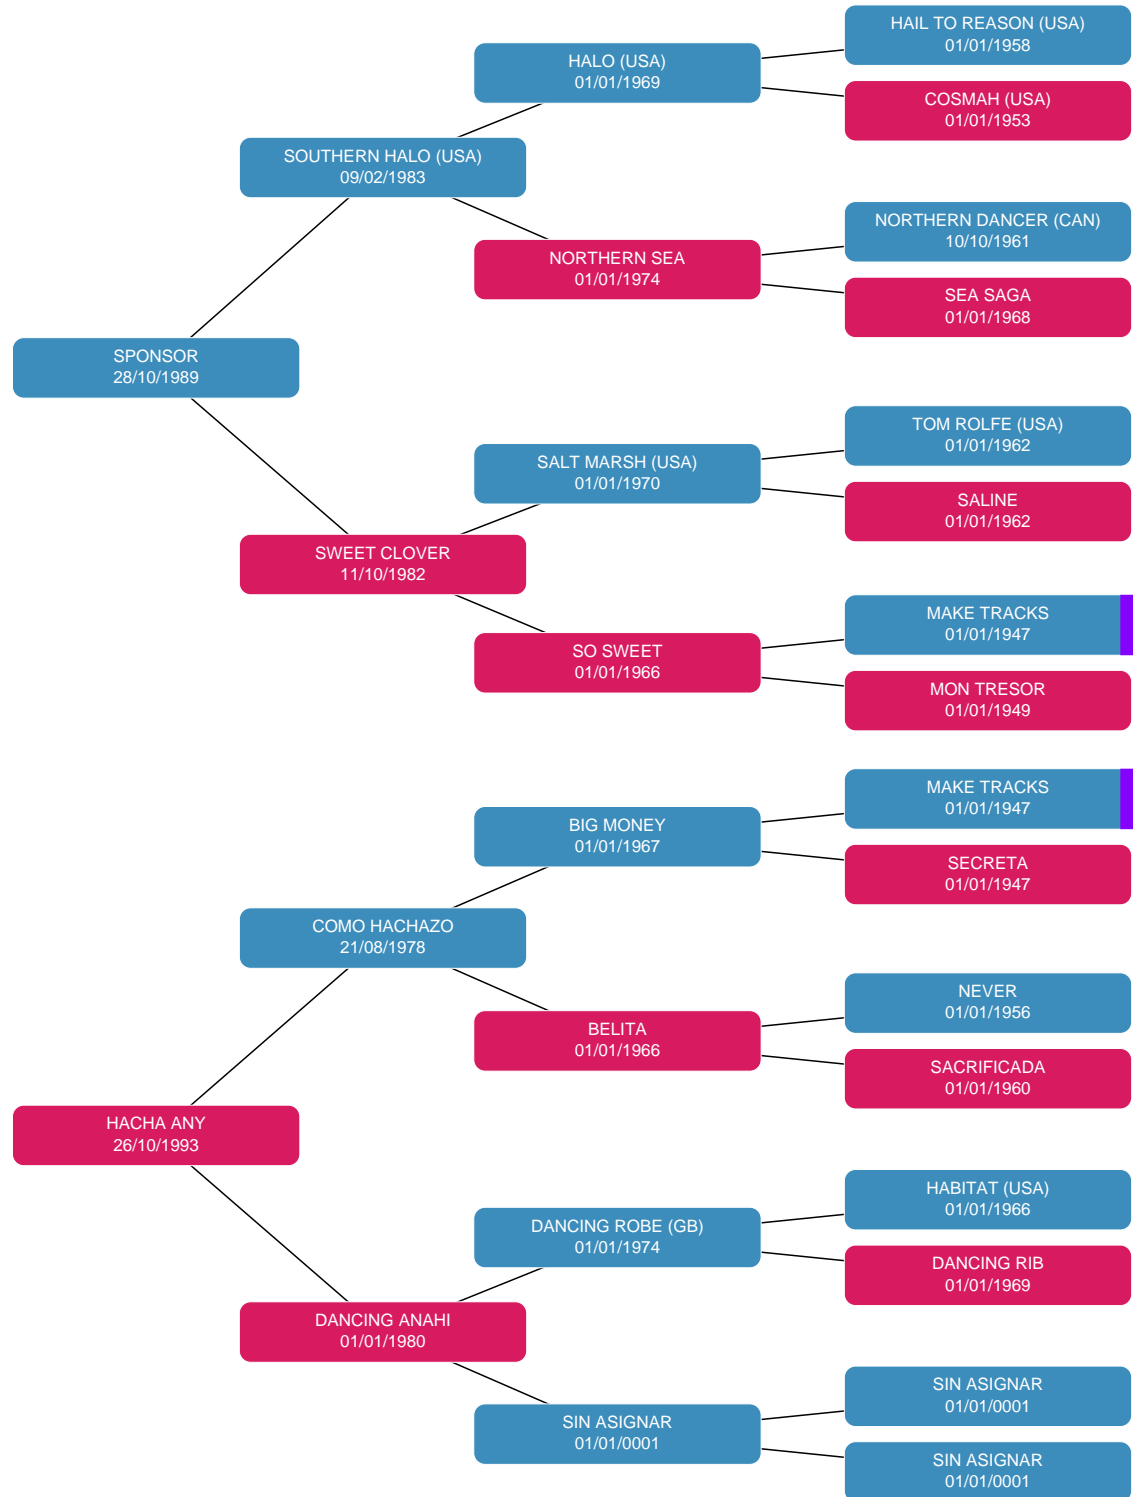 HAIL TO REASON (USA)
01/01/1958
HALO (USA)
01/01/1969
COSMAH (USA)
01/01/1953
SOUTHERN HALO (USA)
09/02/1983
NORTHERN DANCER (CAN)
10/10/1961
NORTHERN SEA
01/01/1974
SEA SAGA
01/01/1968
SPONSOR
28/10/1989
TOM ROLFE (USA)
01/01/1962
SALT MARSH (USA)
01/01/1970
SALINE
01/01/1962
SWEET CLOVER
11/10/1982
MAKE TRACKS
01/01/1947
SO SWEET
01/01/1966
MON TRESOR
01/01/1949
MAKE TRACKS
01/01/1947
BIG MONEY
01/01/1967
SECRETA
01/01/1947
COMO HACHAZO
21/08/1978
NEVER
01/01/1956
BELITA
01/01/1966
SACRIFICADA
01/01/1960
HACHA ANY
26/10/1993
HABITAT (USA)
01/01/1966
DANCING ROBE (GB)
01/01/1974
DANCING RIB
01/01/1969
DANCING ANAHI
01/01/1980
SIN ASIGNAR
01/01/0001
SIN ASIGNAR
01/01/0001
SIN ASIGNAR
01/01/0001